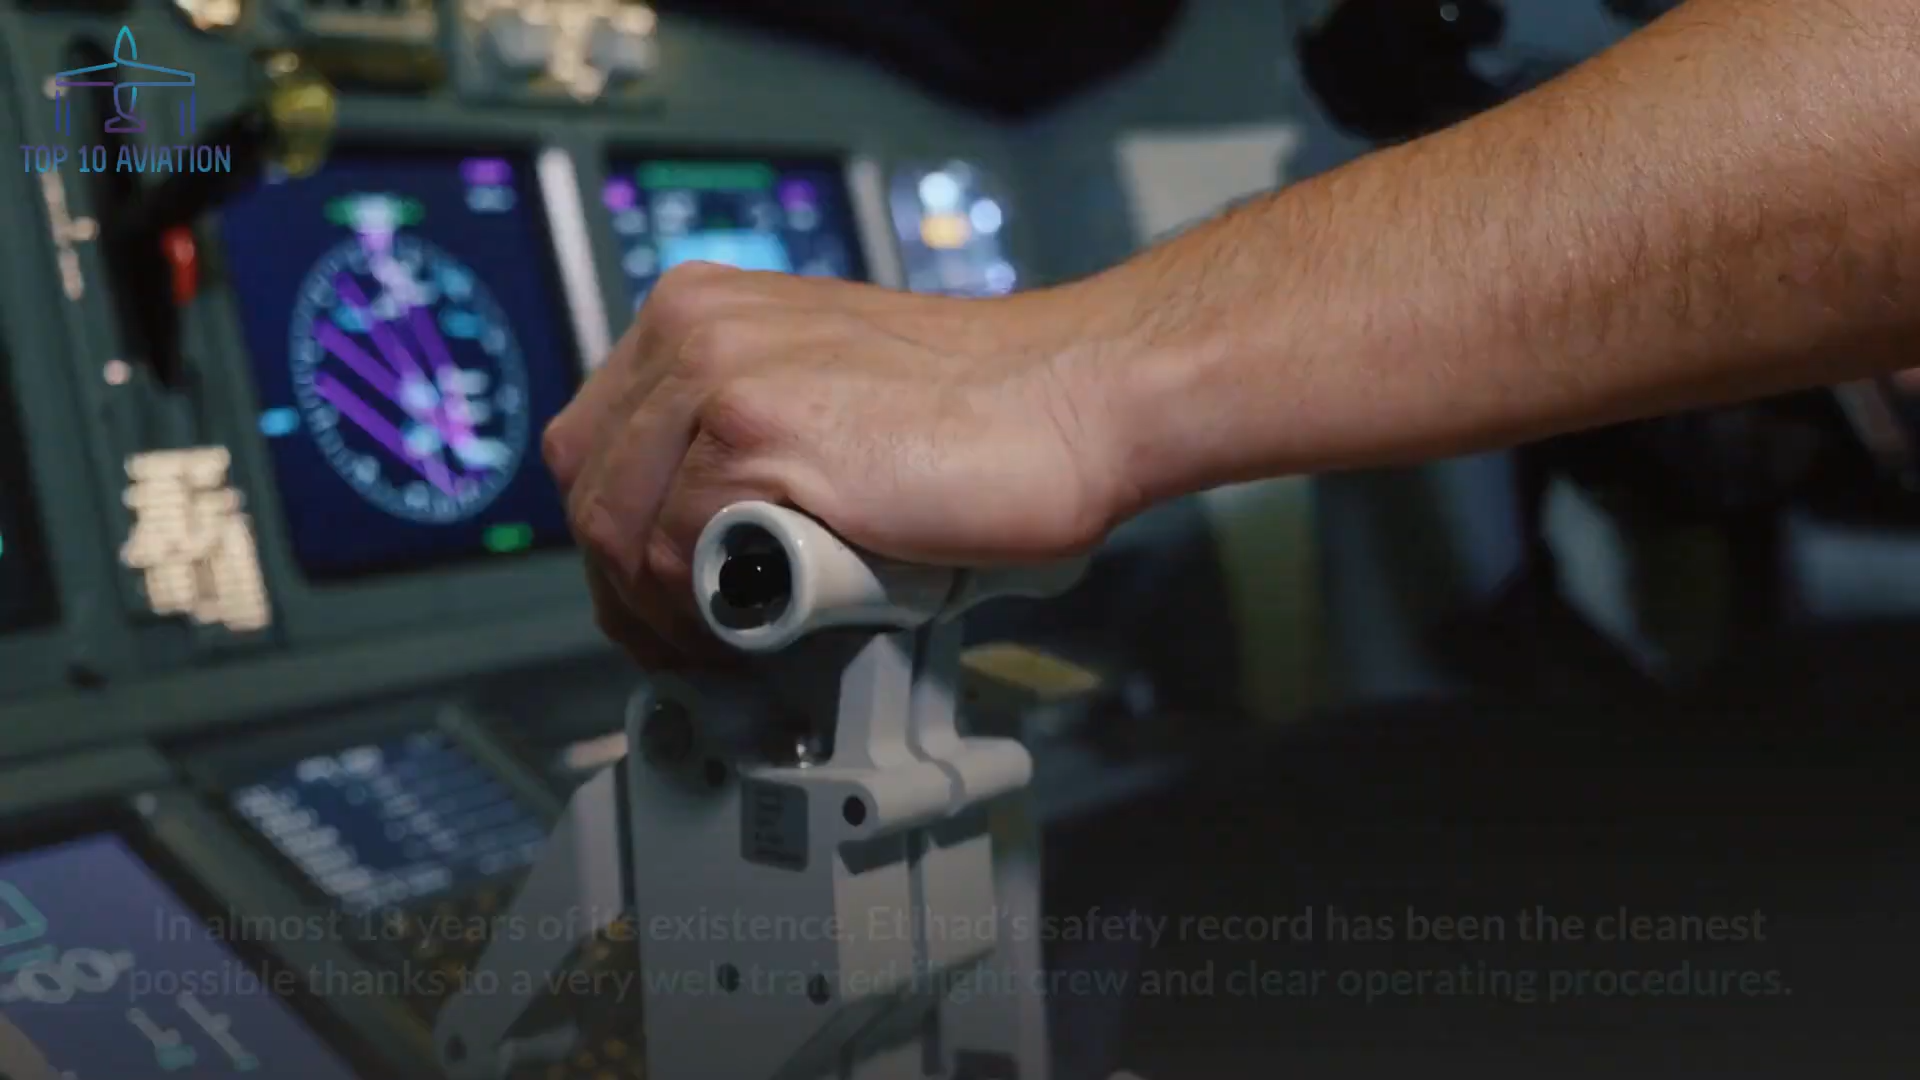 TOP 10 AVIATION
In almost 18 years of its existence, Etihad's safety record has been the cleanest
possible thanks to a very well-trained flight crew and clear operating procedures.